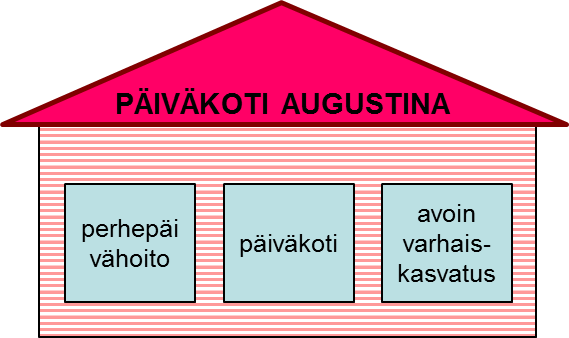 PÄIVÄKOTI AUGUSTINA
perhepäi
vähoito
päiväkoti
avoin
varhais-
kasvatus